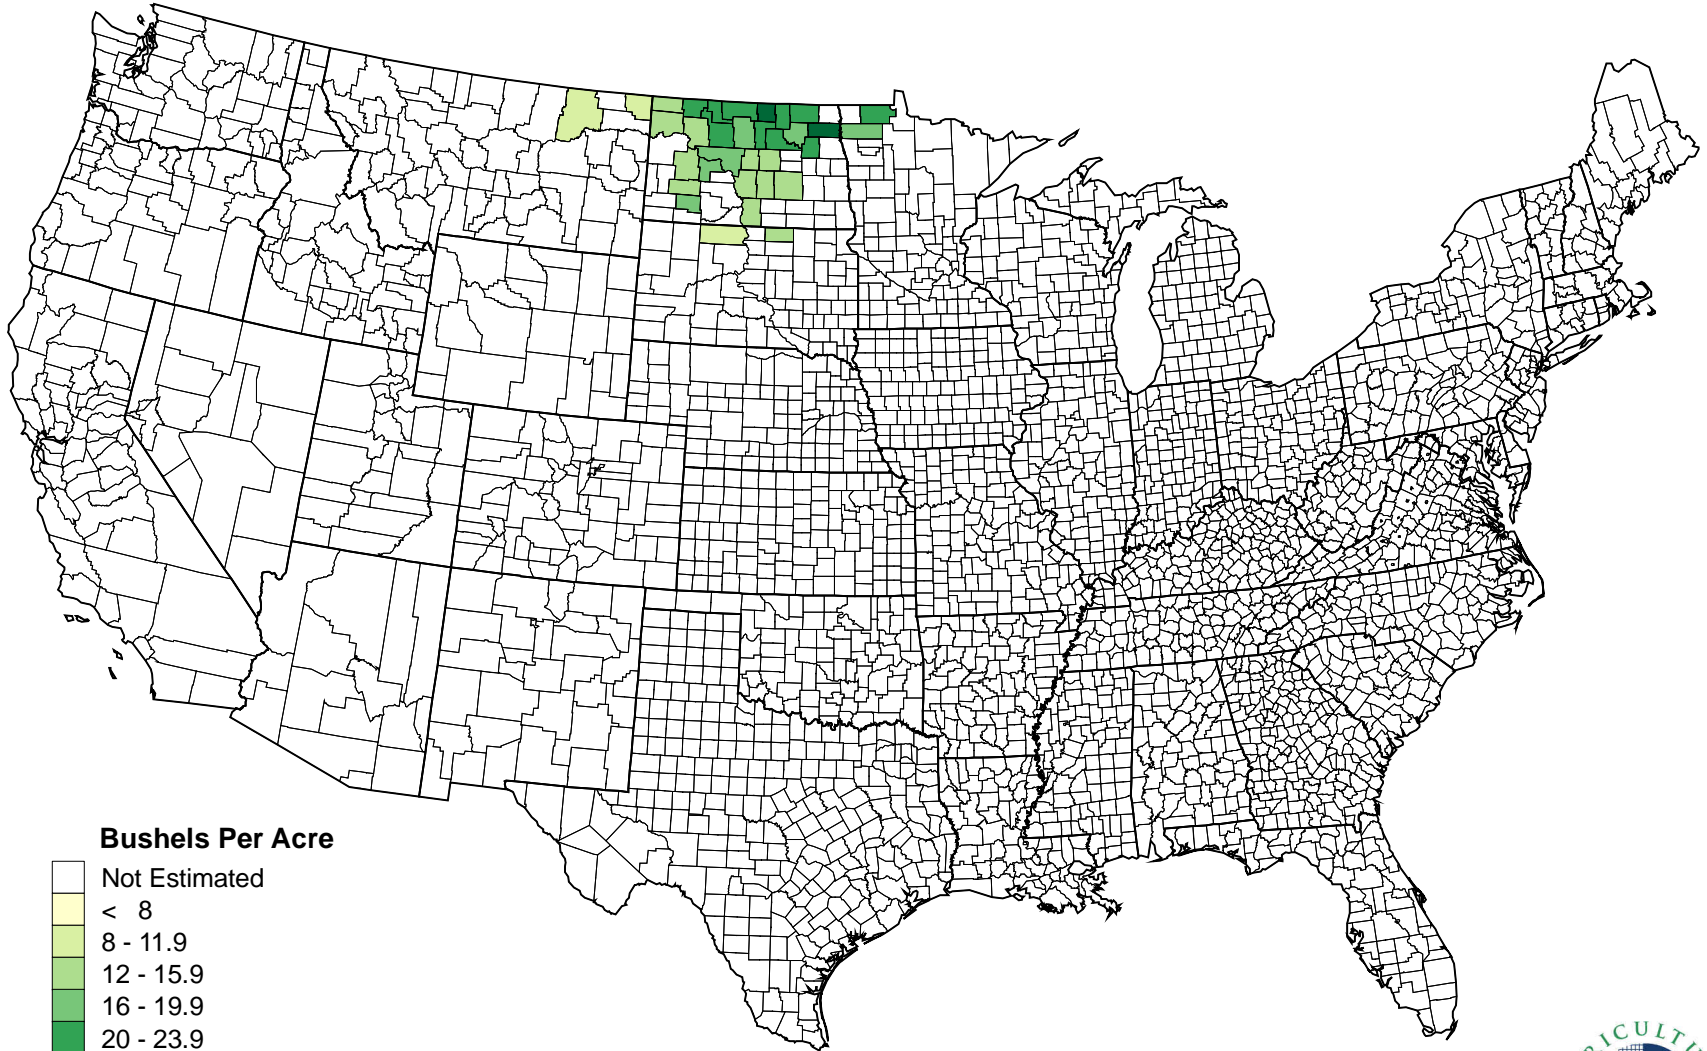 Bushels Per Acre
Not Estimated
< 8
8 - 11.9
12 - 15.9
16 - 19.9
20 - 23.9